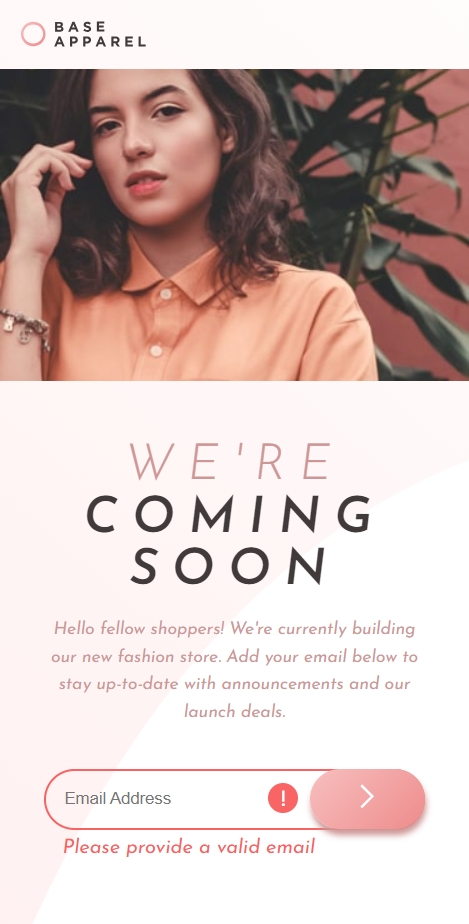 BASE
APPAREL
WE'RE
COMING
SOON
Hello fellow shoppers! We're currently building
our new fashion store. Add your email below to
stay up-to-date with announcements and our
launch deals.
Email Address
!
Please provide a valid email